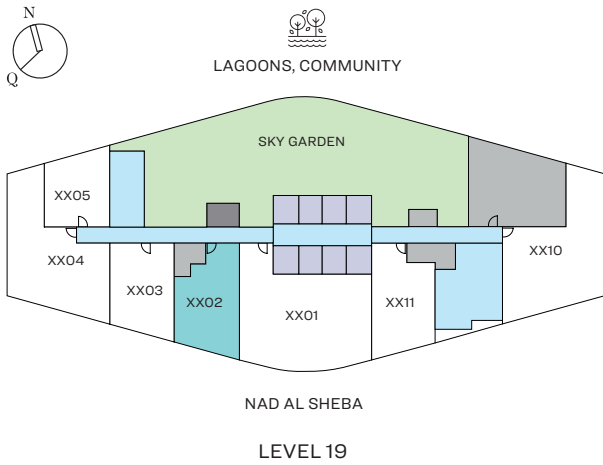 N
Q
LAGOONS, COMMUNITY
SKY GARDEN
XX05
XX04
XX03
XX02
XX01
XX11
XX10
NAD AL SHEBA
LEVEL 19